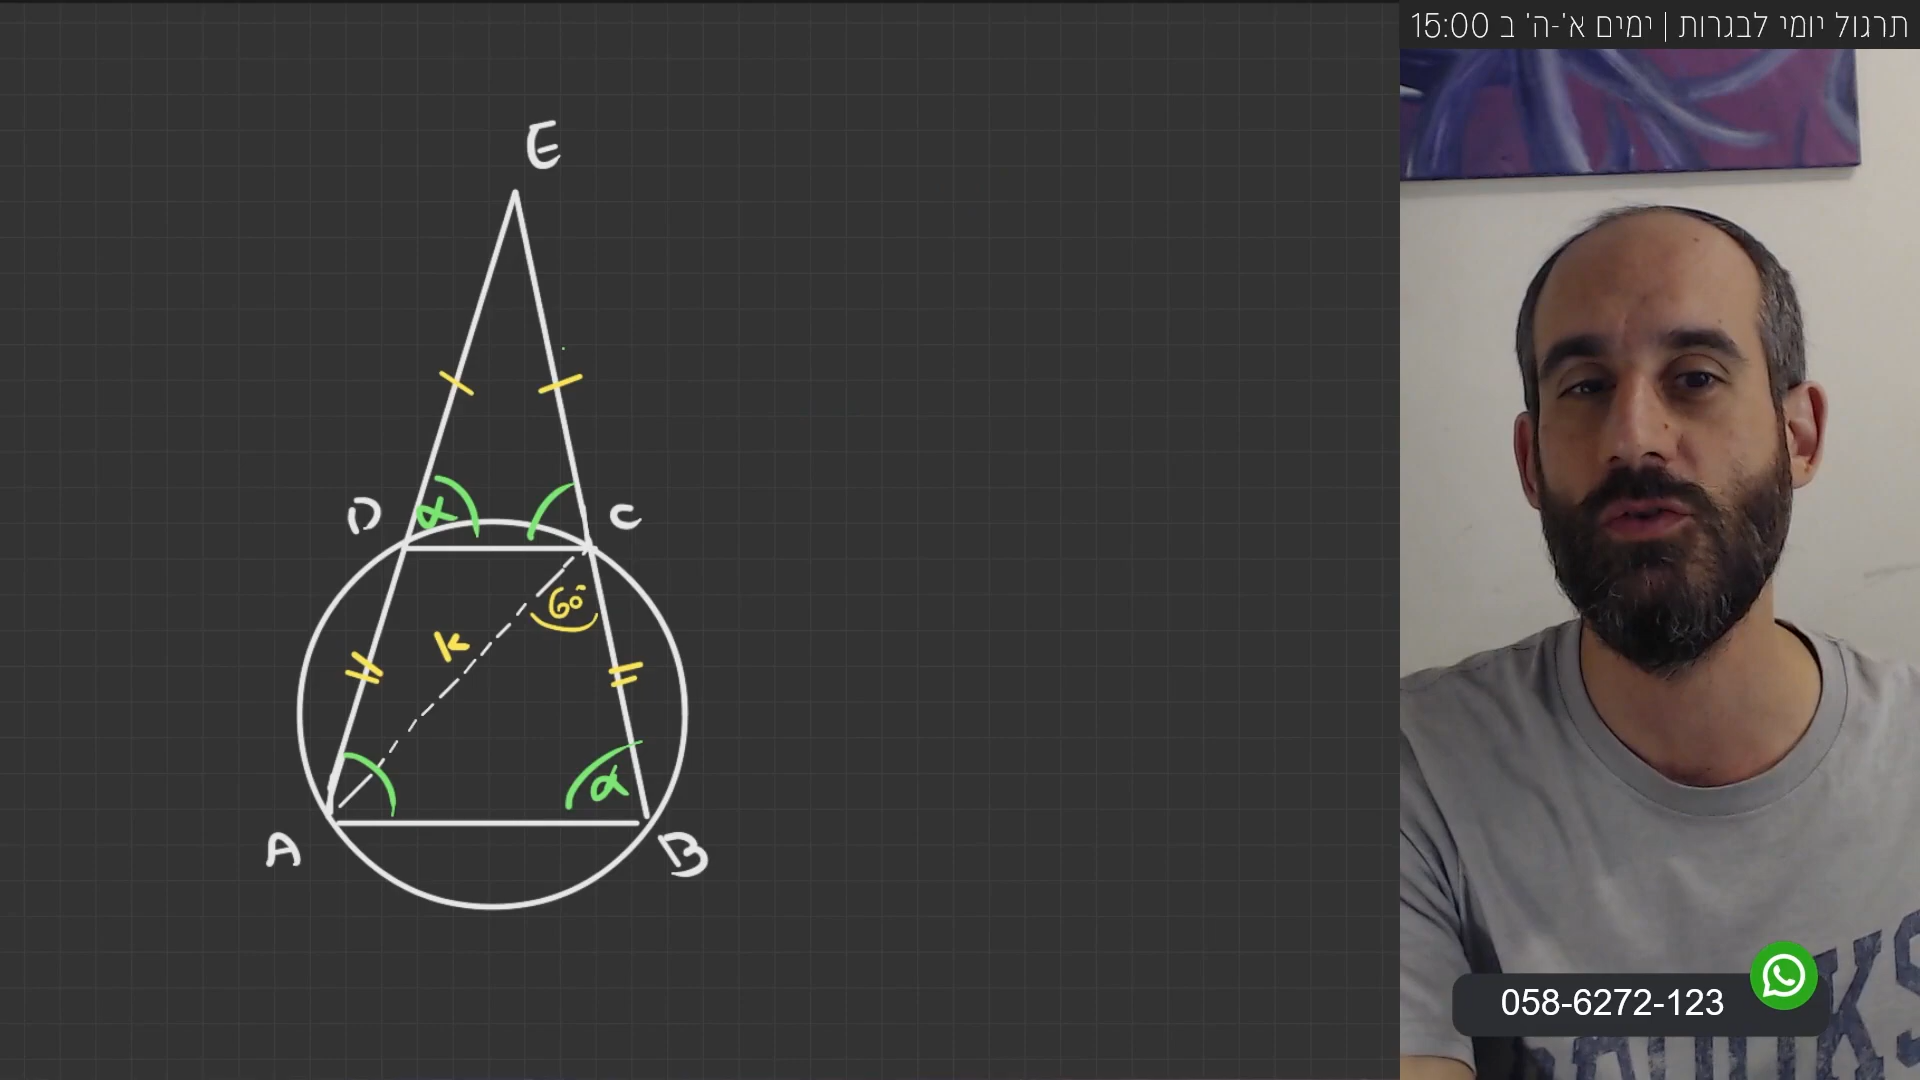 תרגול יומי לבגרות | ימים א'-ה' ב 15:00
E
D
α
C
60°
k
α
A
B
058-6272-123